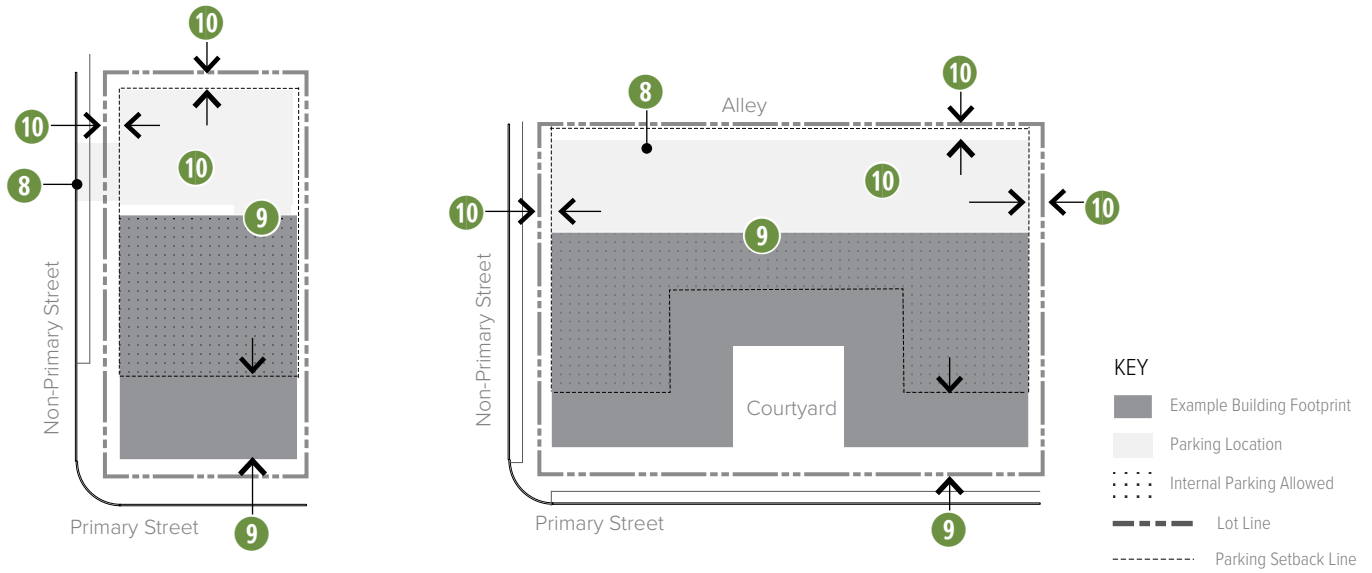 10
10
10
8
9
Non-Primary Street
Primary Street
9
Alley
8
10
10
10
10
9
Non-Primary Street
Courtyard
Primary Street
9
KEY
Example Building Footprint
Parking Location
Internal Parking Allowed
Lot Line
Parking Setback Line